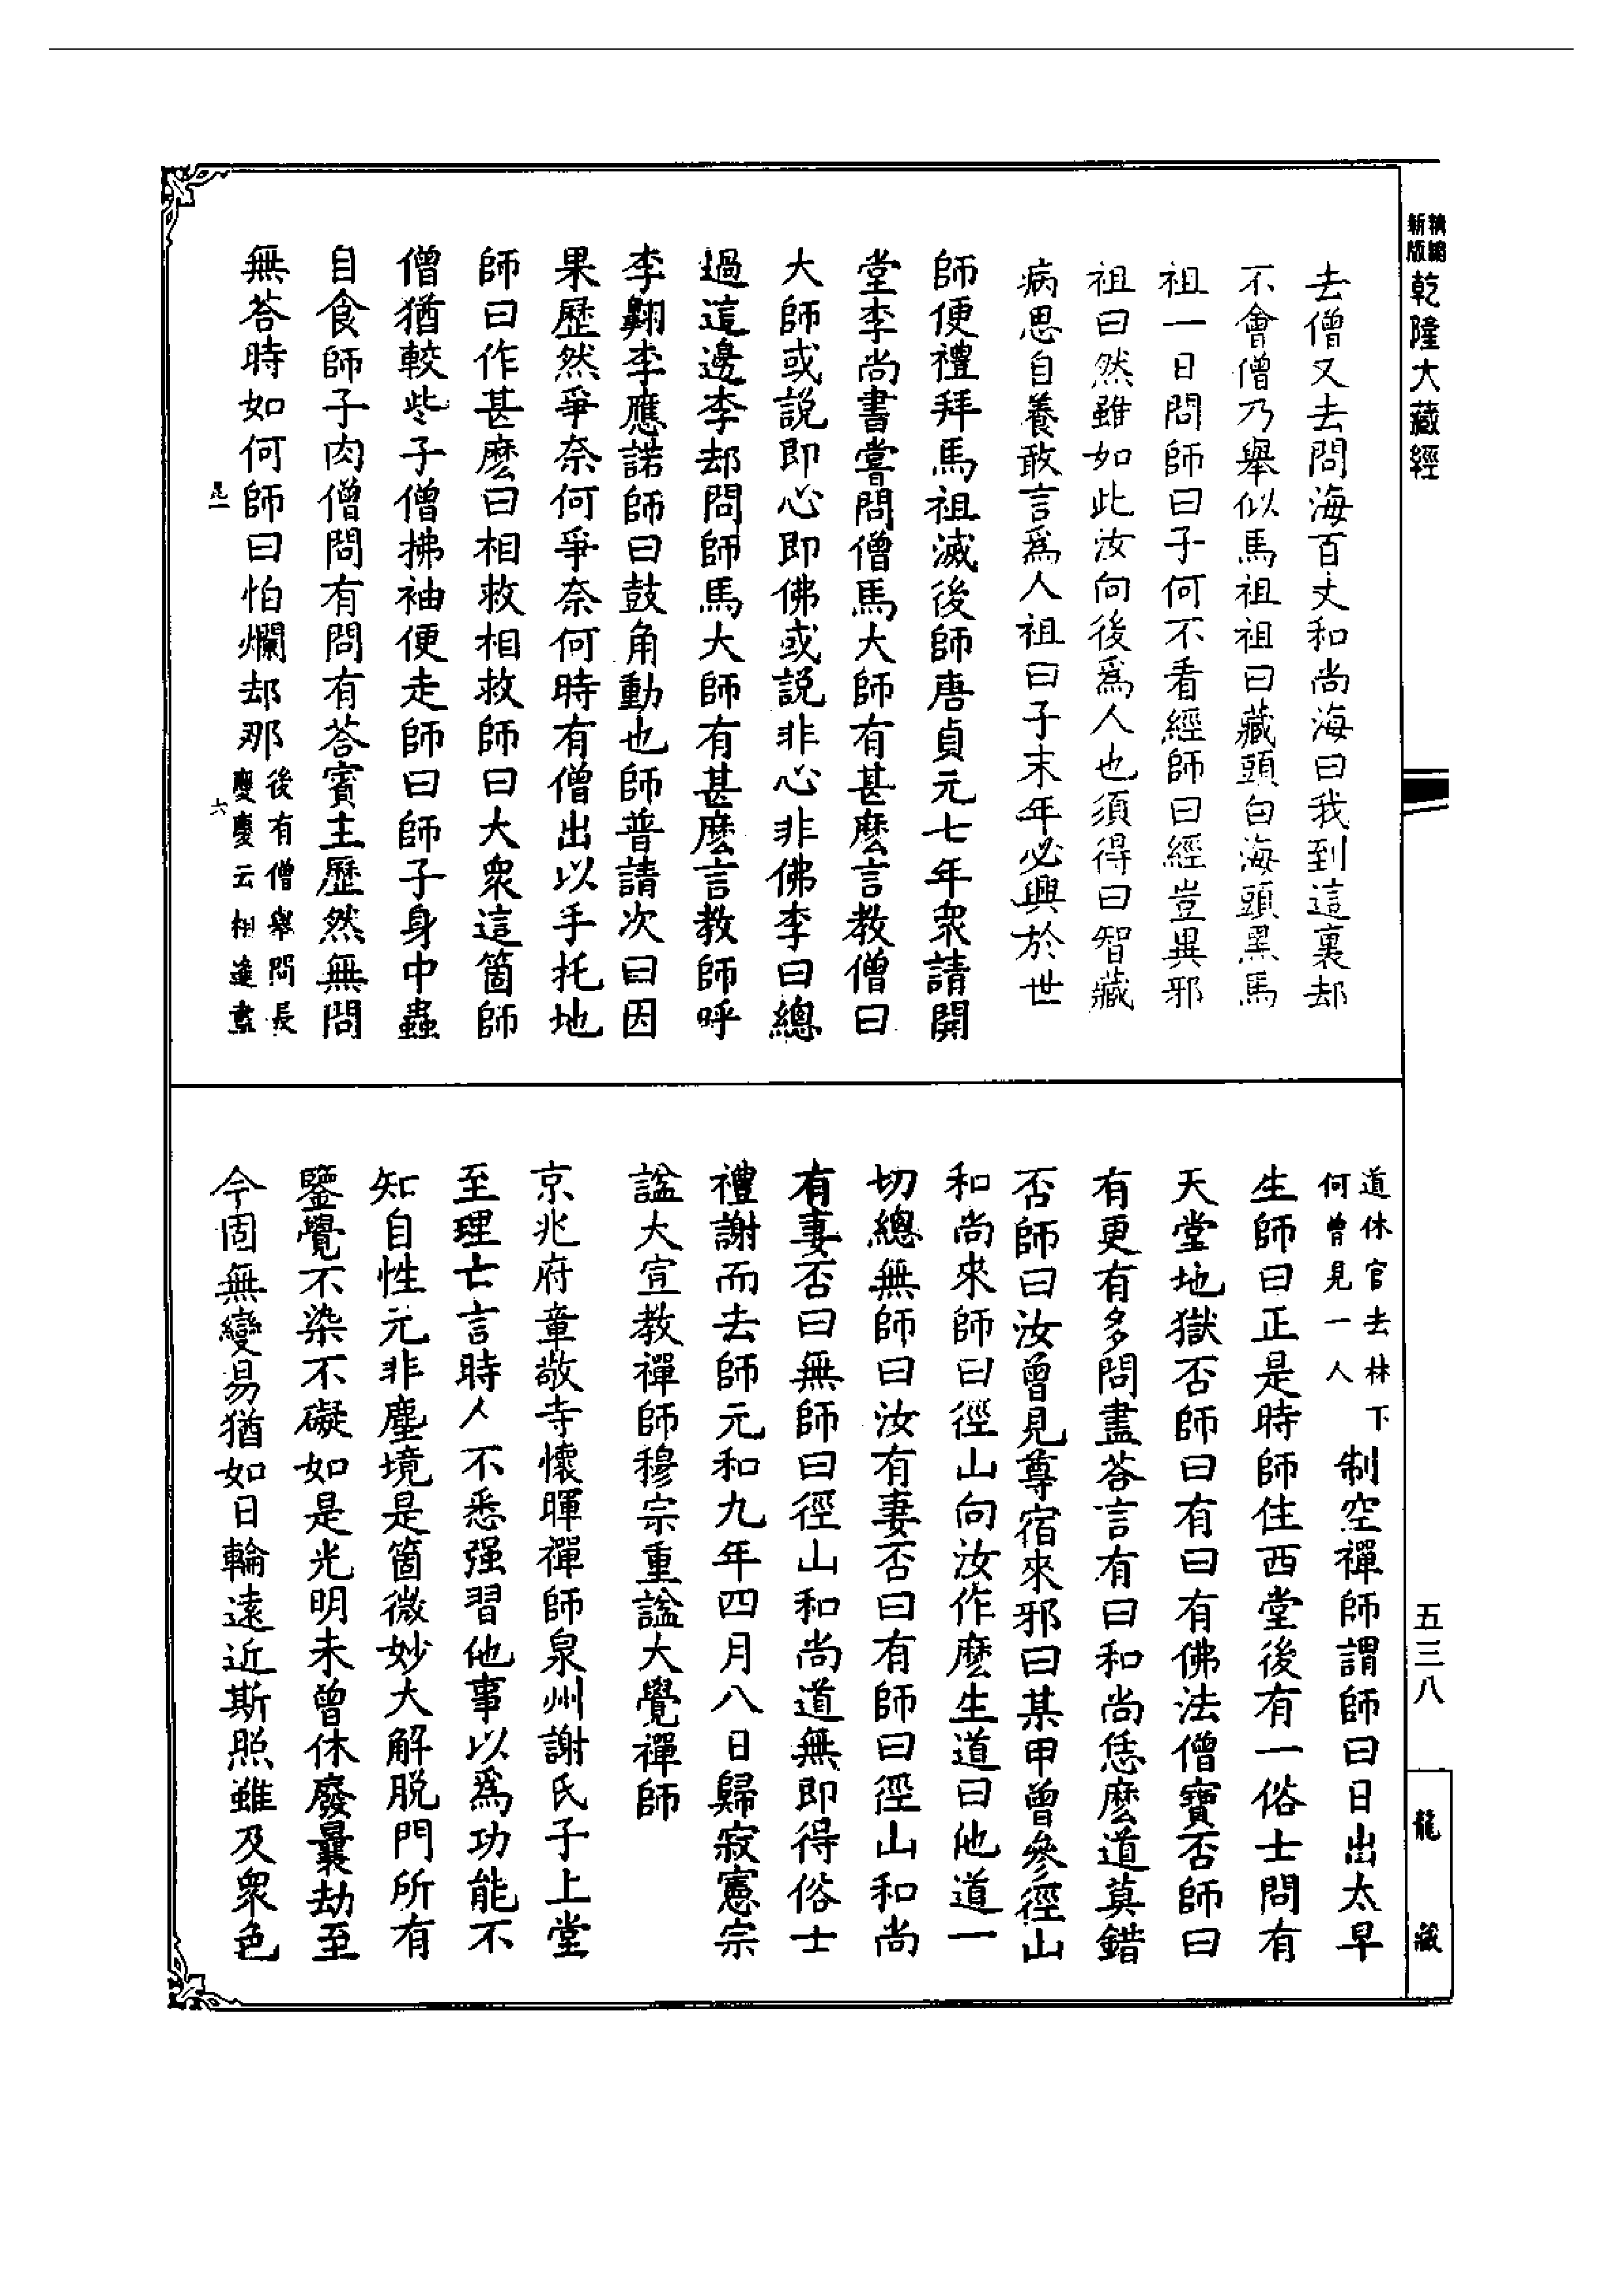 精縮
新版
乾隆大藏經
去僧又去問海百丈和尚海曰我到這裏却
不會僧乃舉似馬祖祖曰藏頭白海頭黑馬
祖一日問師曰子何不看經師曰經豈異邪
祖曰然雖如此汝向後爲人也須得曰智藏
病思自養敢言爲人祖曰子末年必興於世
師便禮拜馬祖滅後師唐貞元七年衆請開
堂李尚書嘗問僧馬大師有甚麽言教僧曰
大師或説即心即佛或説非心非佛李曰總
過這邊李却問師馬大師有甚麽言教師呼
李翺李應諾師曰鼓角動也師普請次曰因
果歷然爭奈何爭奈何時有僧出以手托地
師曰作甚麽曰相救相救師曰大衆這箇師
僧猶較些子僧拂袖便走師曰師子身中蟲
自食師子肉僧問有問有荅賓主歷然無問
無荅時如何師曰怕爛却那
後有僧舉問長
慶慶云相逢盡
六
道休官去林下
何曾見一人
制空禪師謂師曰日出太早
生師曰正是時師住西堂後有一俗士問有
天堂地獄否師曰有曰有佛法僧寶否師曰
有更有多問盡荅言有曰和尚恁麽道莫錯
否師曰汝曾見尊宿來邪曰某甲曾參徑山
和尚來師曰徑山向汝作麽生道曰他道一
切總無師曰汝有妻否曰有師曰徑山和尚
有妻否曰無師曰徑山和尚道無即得俗士
禮謝而去師元和九年四月八日歸寂憲宗
謚大宣教禪師穆宗重謚大覺禪師
京兆府章敬寺懷暉禪師泉州謝氏子上堂
至理亡言時人不悉强習他事以爲功能不
知自性元非塵境是箇微妙大解脱門所有
鑒覺不染不礙如是光明未曾休廢曩劫至
今固無變易猶如日輪遠近斯照雖及衆色
五三八
龍藏